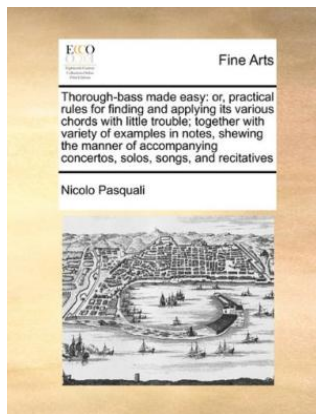 ECCO
Fine Arts
Thorough-bass made easy: or, practical
rules for finding and applying its various
chords with little trouble; together with
variety of examples in notes, shewing
the manner of accompanying
concertos, solos, songs, and recitatives
Nicolo Pasquali